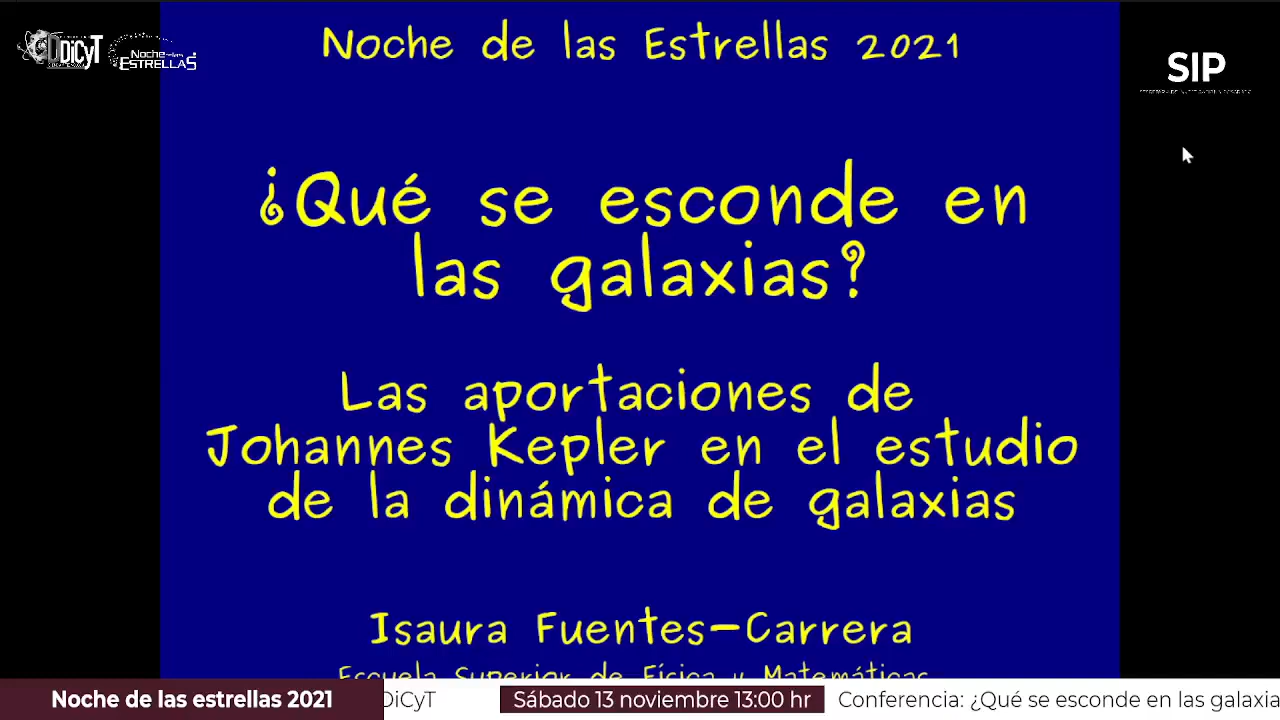 DDiCyT
Noche de las
ESTRELLAS
Noche de las Estrellas 2021
SIP
¿Qué se esconde en
las galaxias?
Las aportaciones de
Johannes Kepler en el estudio
de la dinámica de galaxias
Isaura Fuentes-Carrera
Escuela Superior de Física y Matemáticas
Noche de las estrellas 2021
DiCyT
Sábado 13 noviembre 13:00 hr
Conferencia: ¿Qué se esconde en las galaxia